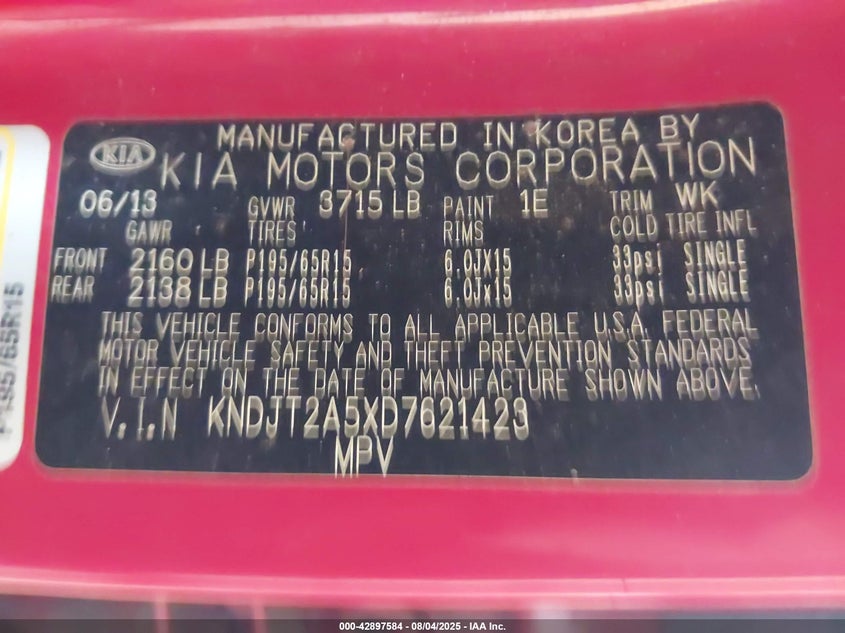 KIA
MANUFACTURED IN KOREA BY
KIA MOTORS CORPORATION
06/13 GVWR 3715 LB PAINT 1E TRIM WK
GAWR TIRES RIMS COLD TIRE INFL
FRONT 2160 LB P195/65R15 6.0JX15 33psi SINGLE
REAR 2138 LB P195/65R15 6.0Jx15 33psi SINGLE
THIS VEHICLE CONFORMS TO ALL APPLICABLE U.S.A. FEDERAL
MOTOR VEHICLE SAFETY AND THEFT PREVENTION STANDARDS
IN EFFECT ON THE DATE OF MANUFACTURE SHOWN ABOVE.
V.I.N KNDJT2A5XD7621423
MPV
P195/65R15
000-42897584 - 08/04/2025 - IAA Inc.